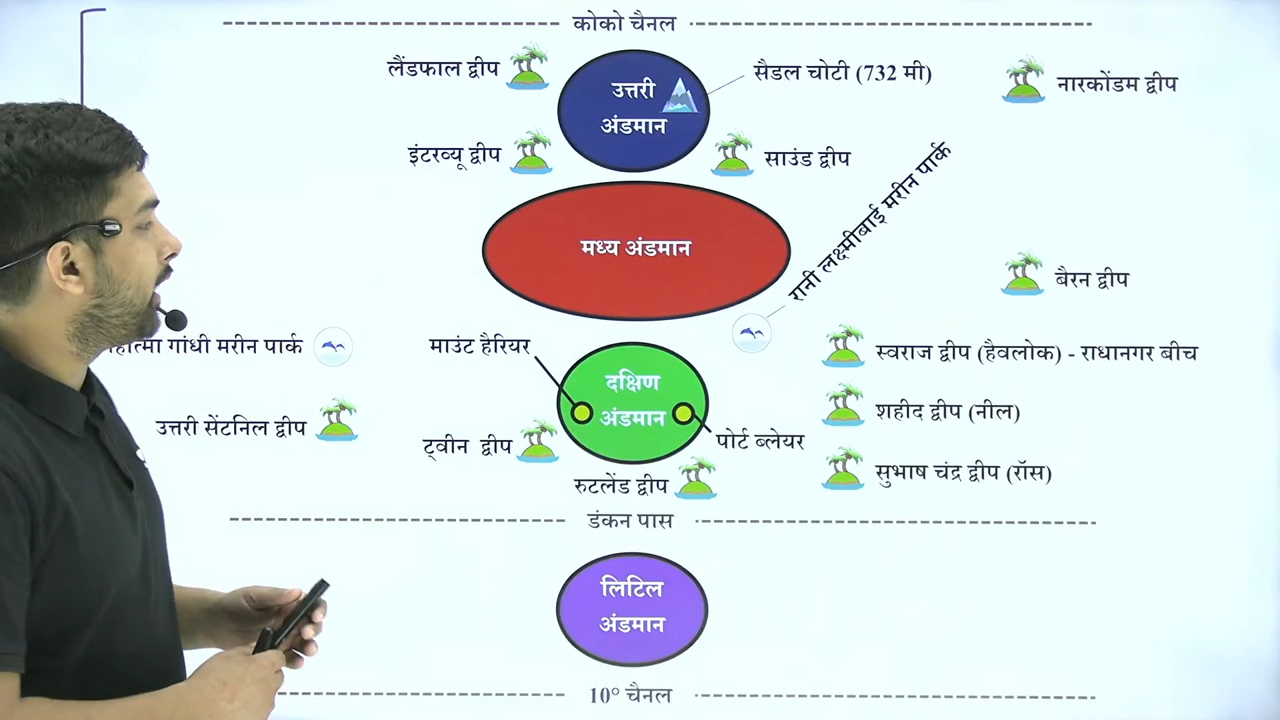 कोको चैनल
लैंडफाल द्वीप
उत्तरी
अंडमान
सैडल चोटी (732 मी)
नारकोंडम द्वीप
इंटरव्यू द्वीप
साउंड द्वीप
रानी लक्ष्मीबाई मरीन पार्क
मध्य अंडमान
बैरन द्वीप
गांधी मरीन पार्क
माउंट हैरियर
दक्षिण
अंडमान
स्वराज द्वीप (हैवलोक) - राधानगर बीच
शहीद द्वीप (नील)
उत्तरी सेंटनिल द्वीप
ट्वीन द्वीप
पोर्ट ब्लेयर
सुभाष चंद्र द्वीप (रॉस)
रुटलेंड द्वीप
डंकन पास
लिटिल
अंडमान
10° चैनल